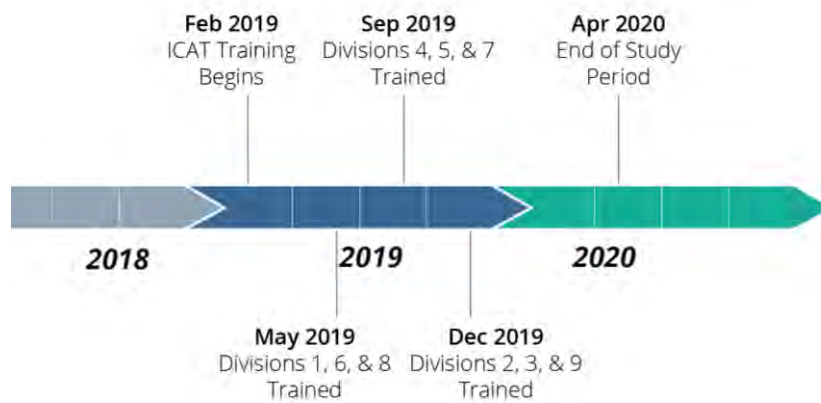 Feb 2019
ICAT Training
Begins
Sep 2019
Divisions 4, 5, & 7
Trained
Apr 2020
End of Study
Period
2018
2019
2020
May 2019
Divisions 1, 6, & 8
Trained
Dec 2019
Divisions 2, 3, & 9
Trained